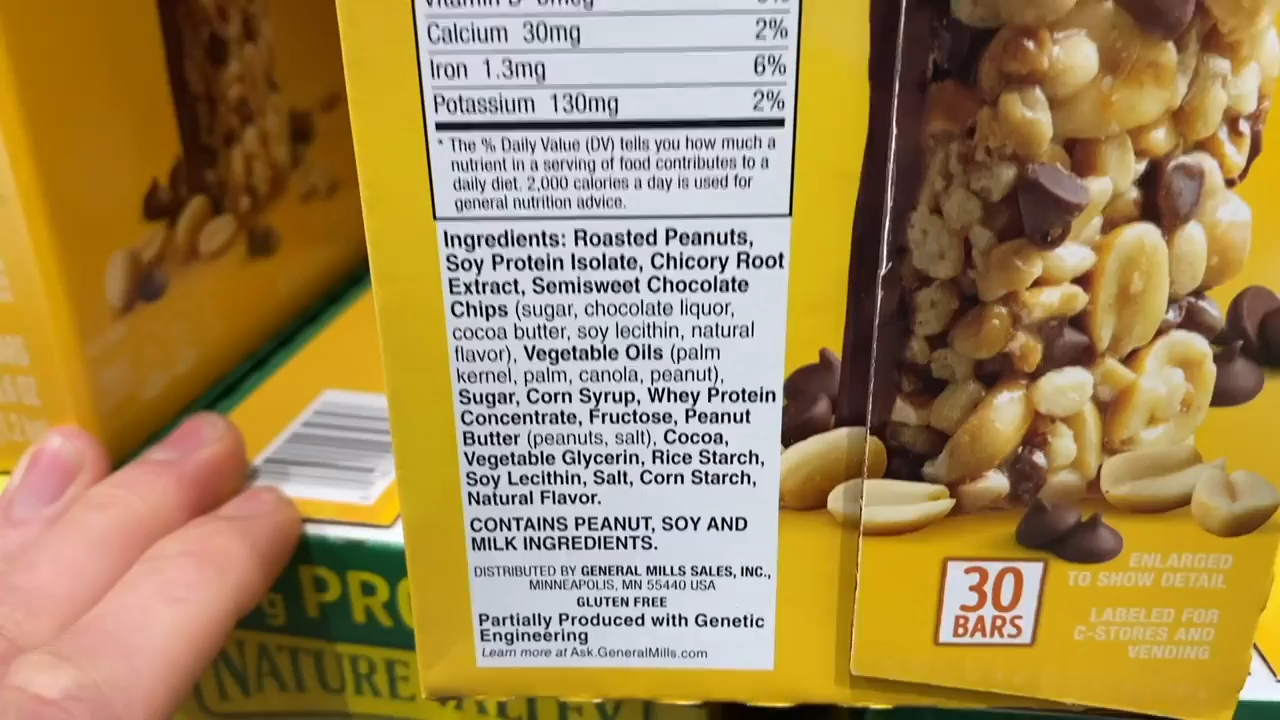 Calcium 30mg 2%
Iron 1.3mg 6%
Potassium 130mg 2%
* The % Daily Value (DV) tells you how much a
nutrient in a serving of food contributes to a
daily diet. 2,000 calories a day is used for
general nutrition advice.
Ingredients: Roasted Peanuts,
Soy Protein Isolate, Chicory Root
Extract, Semisweet Chocolate
Chips (sugar, chocolate liquor,
cocoa butter, soy lecithin, natural
flavor), Vegetable Oils (palm
kernel, palm, canola, peanut),
Sugar, Corn Syrup, Whey Protein
Concentrate, Fructose, Peanut
Butter (peanuts, salt), Cocoa,
Vegetable Glycerin, Rice Starch,
Soy Lecithin, Salt, Corn Starch,
Natural Flavor.
CONTAINS PEANUT, SOY AND
MILK INGREDIENTS.
DISTRIBUTED BY GENERAL MILLS SALES, INC.,
MINNEAPOLIS, MN 55440 USA
GLUTEN FREE
Partially Produced with Genetic
Engineering
Learn more at Ask.GeneralMills.com
30
BARS
ENLARGED
TO SHOW DETAIL
LABELED FOR
C-STORES AND
VENDING
g PRO
NATURE VALLEY